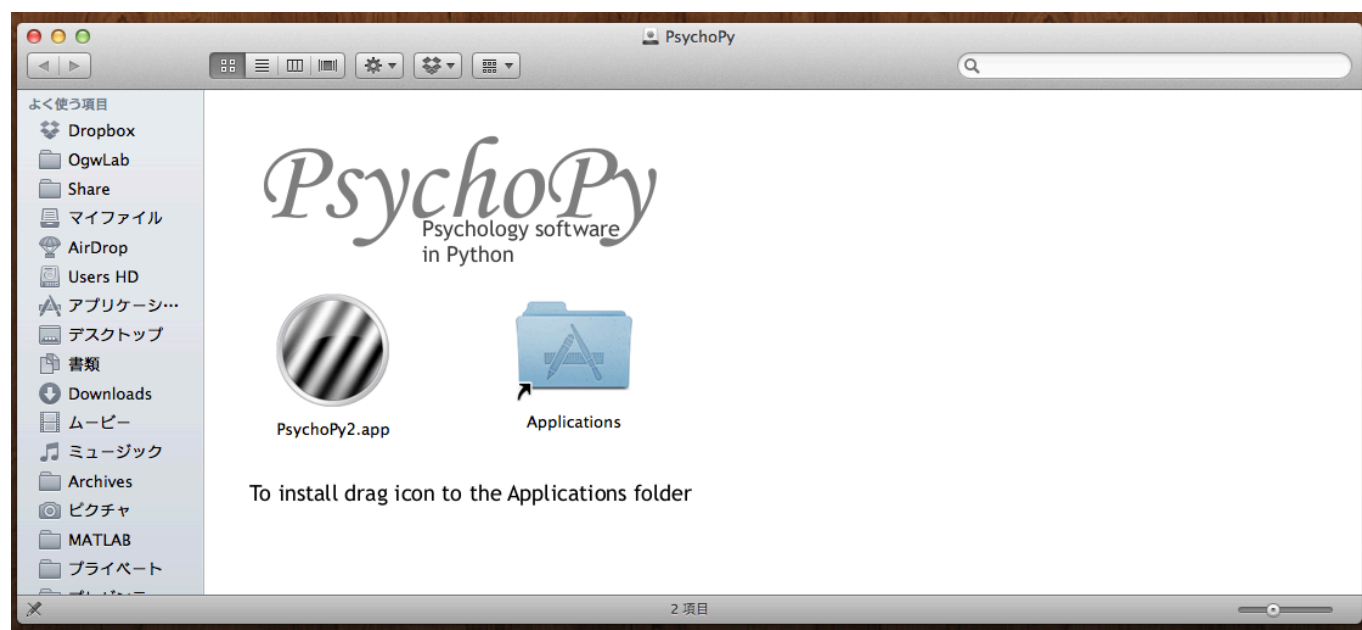 PsychoPy
よく使う項目
Dropbox
OgwLab
Share
マイファイル
AirDrop
Users HD
アプリケーシ…
デスクトップ
書類
Downloads
ムービー
ミュージック
Archives
ピクチャ
MATLAB
プライベート
PsychoPy
Psychology software
in Python
PsychoPy2.app
Applications
To install drag icon to the Applications folder
2 項目